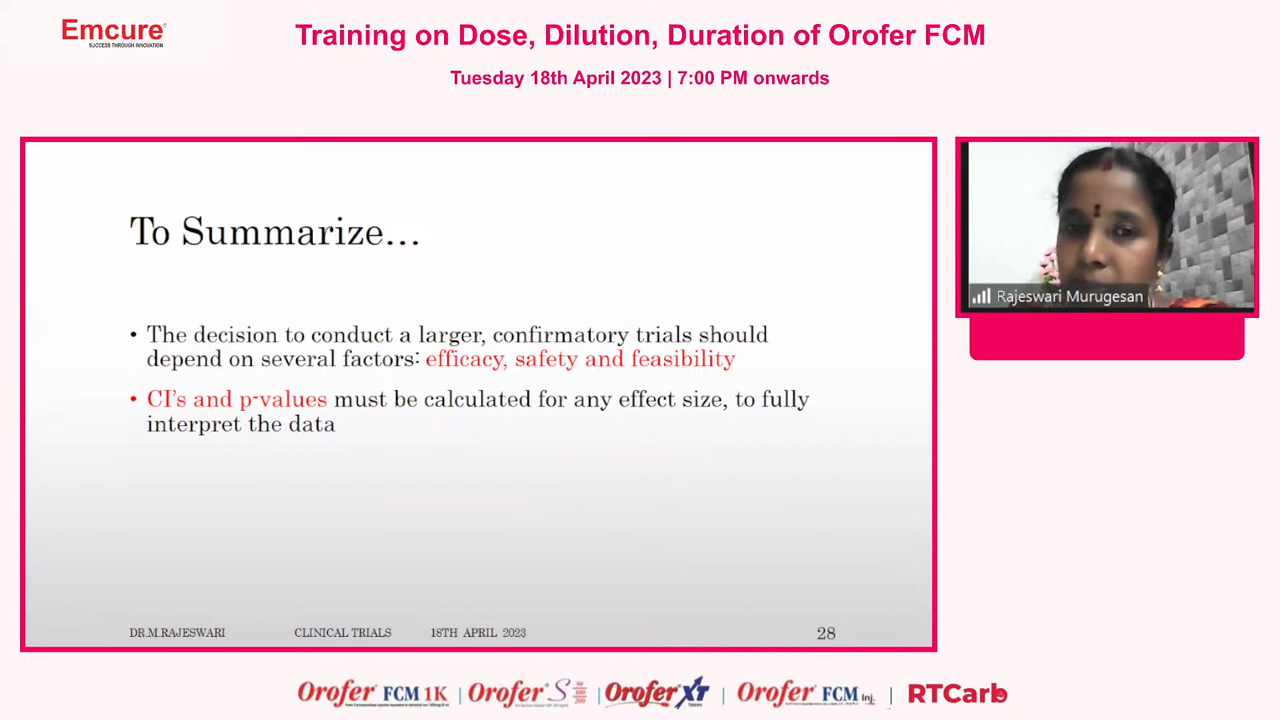 Emcure
SUCCESS THROUGH INNOVATION
Training on Dose, Dilution, Duration of Orofer FCM
Tuesday 18th April 2023 | 7:00 PM onwards
To Summarize...
• The decision to conduct a larger, confirmatory trials should
depend on several factors: efficacy, safety and feasibility
• CI's and p-values must be calculated for any effect size, to fully
interpret the data
DR.M.RAJESWARI CLINICAL TRIALS 18TH APRIL 2023 28
Rajeswari Murugesan
Orofer FCM 1K | Orofer S | Orofer XT | Orofer FCM Inj. | RTCarb